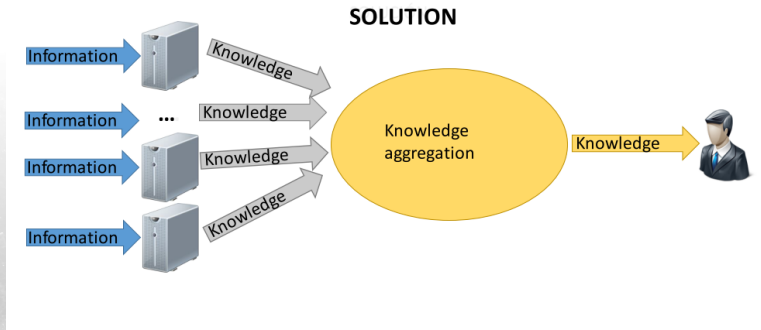 SOLUTION
Information
Knowledge
Information
...
Knowledge
Knowledge
aggregation
Knowledge
Information
Knowledge
Information
Knowledge